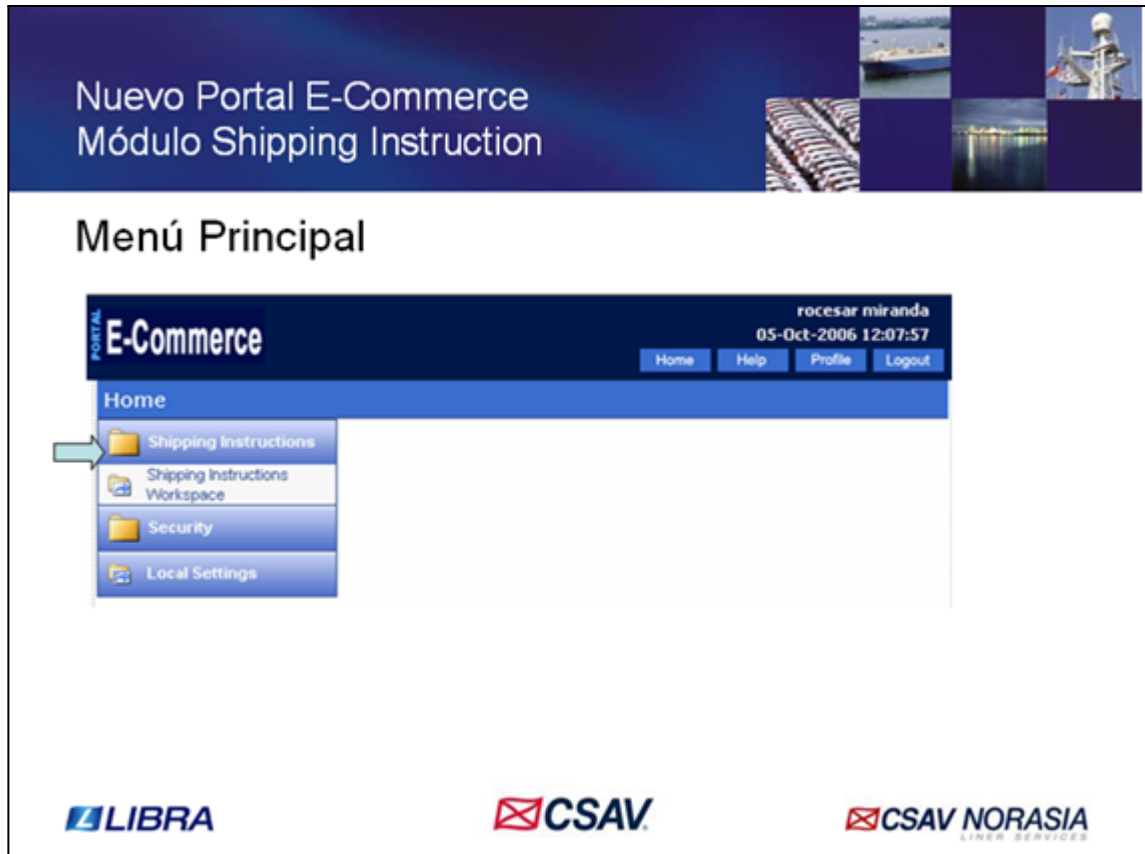 Nuevo Portal E-Commerce
Módulo Shipping Instruction
Menú Principal
PORTAL
E-Commerce
rocesar miranda
05-Oct-2006 12:07:57
Home Help Profile Logout
Home
Shipping Instructions
Shipping Instructions
Workspace
Security
Local Settings
LIBRA
CSAV
CSAV NORASIA
LINER SERVICES